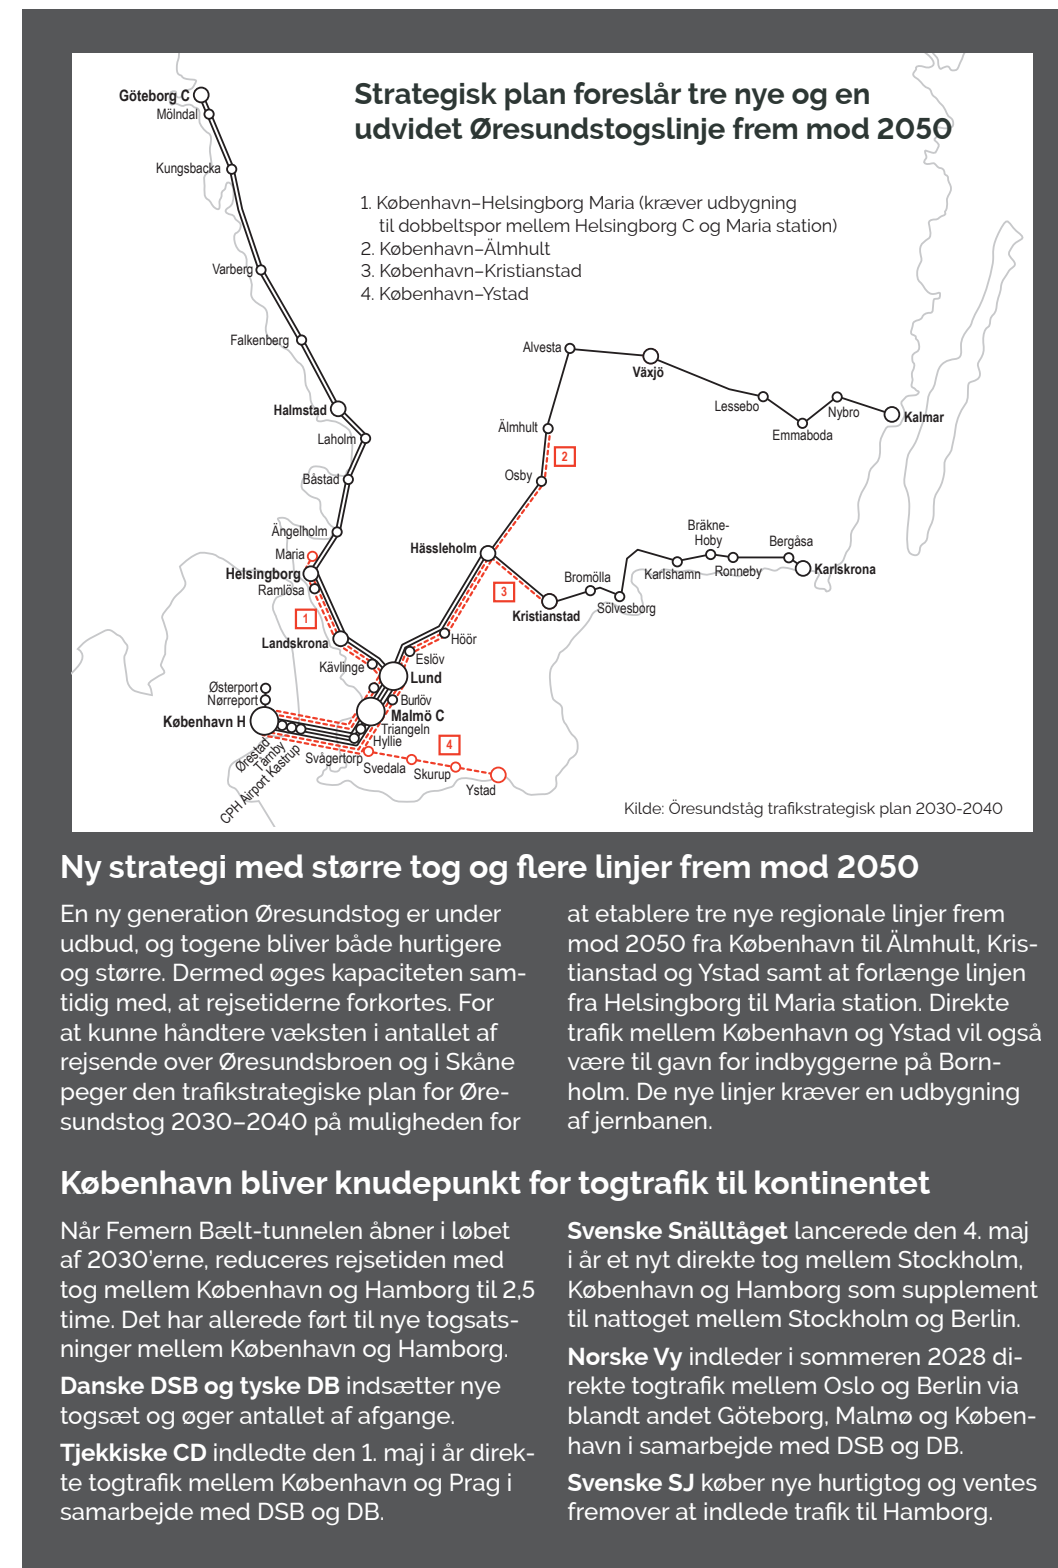 Strategisk plan foreslår tre nye og en
udvidet Øresundstogslinje frem mod 2050
1. København–Helsingborg Maria (kræver udbygning
til dobbeltspor mellem Helsingborg C og Maria station)
2. København–Älmhult
3. København–Kristianstad
4. København–Ystad
Göteborg C
Mölndal
Kungsbacka
Varberg
Falkenberg
Halmstad
Laholm
Båstad
Ängelholm
Maria
Helsingborg
Ramlösa
1
Landskrona
Kävlinge
Alvesta
Växjö
Lessebo
Emmaboda
Nybro
Kalmar
Älmhult
2
Osby
Hässleholm
3
Kristianstad
Bromölla
Sölvesborg
Karlshamn
Bräkne-
Hoby
Ronneby
Bergåsa
Karlskrona
Höör
Eslöv
Lund
Burlöv
Malmö C
Triangeln
Hyllie
Østerport
Nørreport
København H
Ørestad
Tårnby
CPH Airport Kastrup
Svågertorp
Svedala
4
Skurup
Ystad
Kilde: Öresundståg trafikstrategisk plan 2030-2040
Ny strategi med større tog og flere linjer frem mod 2050
En ny generation Øresundstog er under
udbud, og togene bliver både hurtigere
og større. Dermed øges kapaciteten sam-
tidig med, at rejsetiderne forkortes. For
at kunne håndtere væksten i antallet af
rejsende over Øresundsbroen og i Skåne
peger den trafikstrategiske plan for Øre-
sundstog 2030–2040 på muligheden for
at etablere tre nye regionale linjer frem
mod 2050 fra København til Älmhult, Kris-
tianstad og Ystad samt at forlænge linjen
fra Helsingborg til Maria station. Direkte
trafik mellem København og Ystad vil også
være til gavn for indbyggerne på Born-
holm. De nye linjer kræver en udbygning
af jernbanen.
København bliver knudepunkt for togtrafik til kontinentet
Når Femern Bælt-tunnelen åbner i løbet
af 2030’erne, reduceres rejsetiden med
tog mellem København og Hamborg til 2,5
time. Det har allerede ført til nye togsats-
ninger mellem København og Hamborg.
Danske DSB og tyske DB indsætter nye
togsæt og øger antallet af afgange.
Tjekkiske CD indledte den 1. maj i år direk-
te togtrafik mellem København og Prag i
samarbejde med DSB og DB.
Svenske Snälltåget lancerede den 4. maj
i år et nyt direkte tog mellem Stockholm,
København og Hamborg som supplement
til nattoget mellem Stockholm og Berlin.
Norske Vy indleder i sommeren 2028 di-
rekte togtrafik mellem Oslo og Berlin via
blandt andet Göteborg, Malmø og Køben-
havn i samarbejde med DSB og DB.
Svenske SJ køber nye hurtigtog og ventes
fremover at indlede trafik til Hamborg.